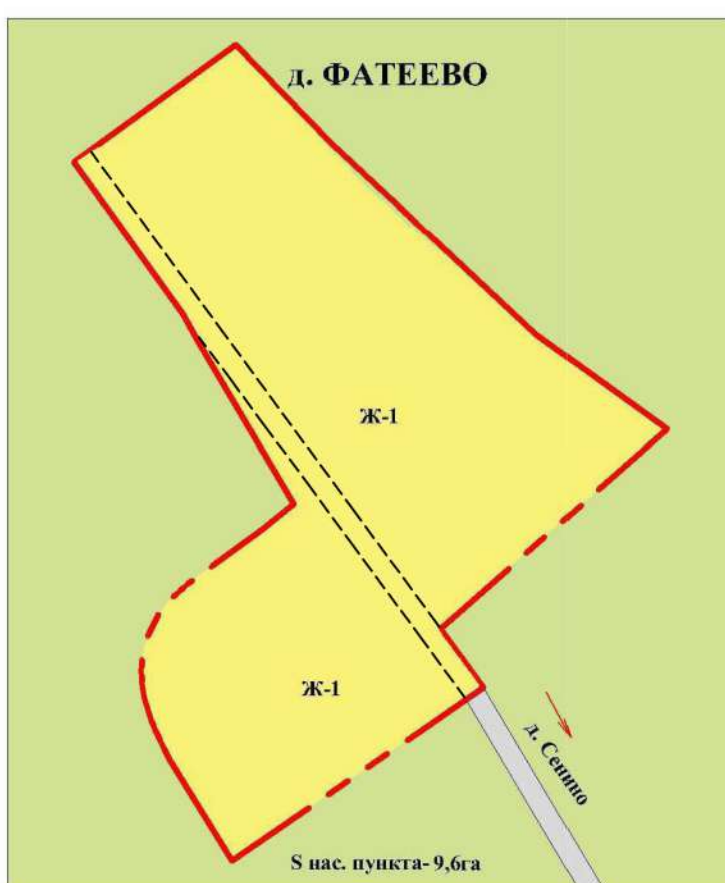 д. ФАТЕЕВО
Ж-1
Ж-1
д. Сенино
S нас. пункта- 9,6га